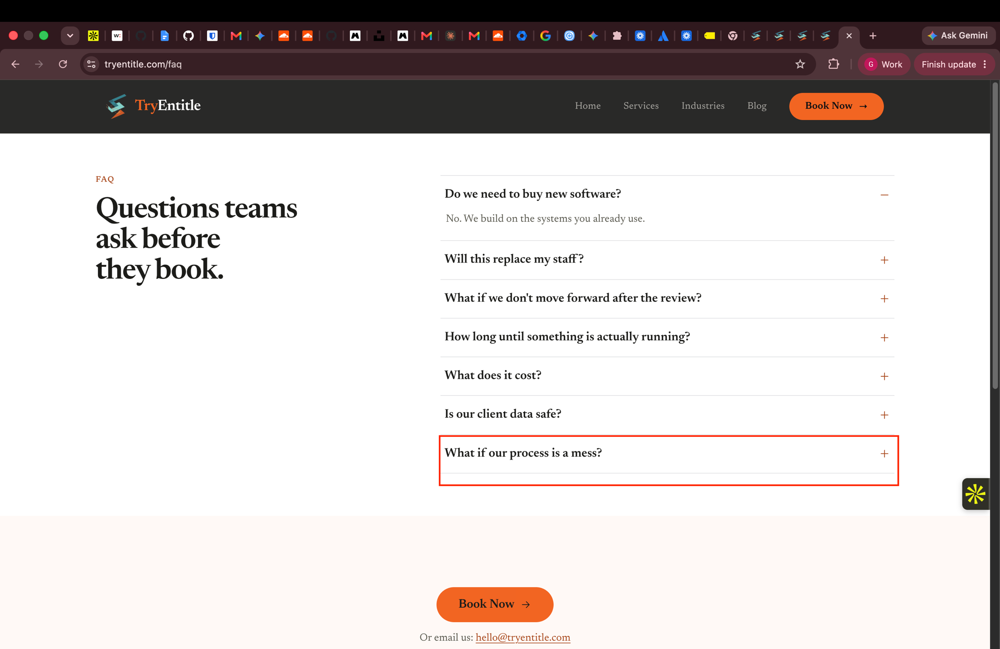 w:
Ask Gemini
tryentitle.com/faq
G Work
Finish update
TryEntitle
Home
Services
Industries
Blog
Book Now →
FAQ
Questions teams
ask before
they book.
Do we need to buy new software?
No. We build on the systems you already use.
Will this replace my staff?
What if we don't move forward after the review?
How long until something is actually running?
What does it cost?
Is our client data safe?
What if our process is a mess?
Book Now →
Or email us: hello@tryentitle.com